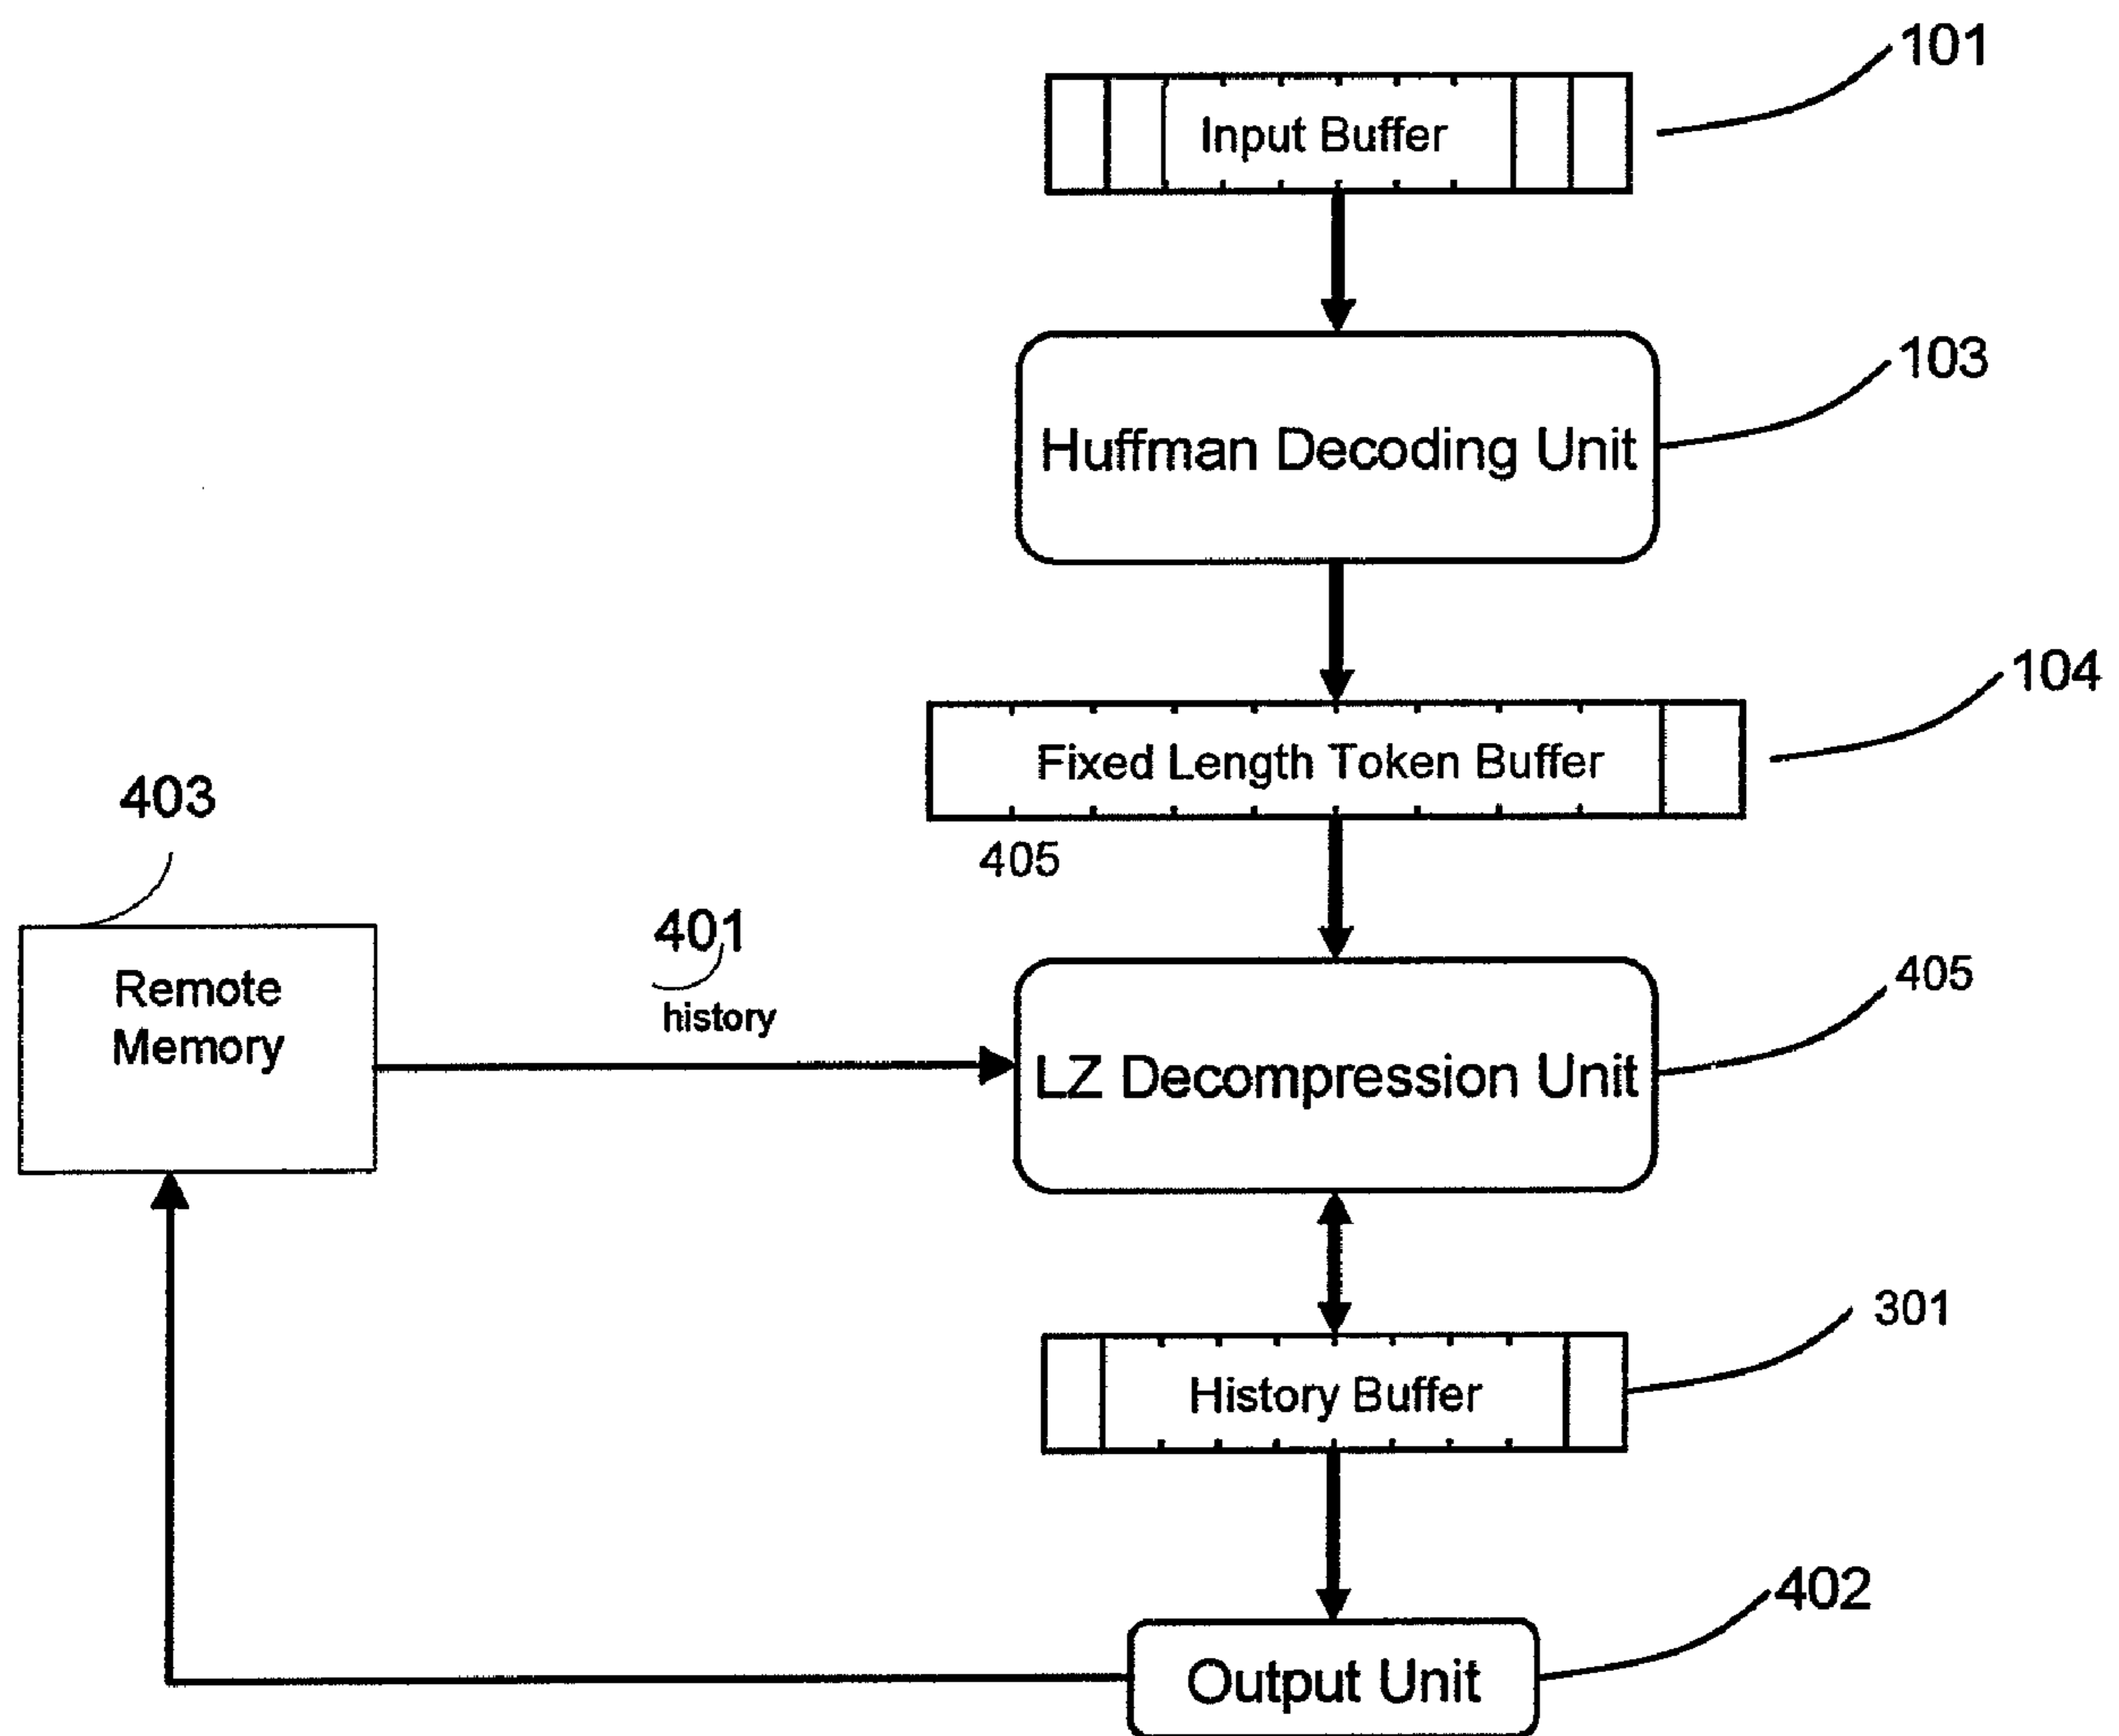 101
Input Buffer
103
Huffman Decoding Unit
104
Fixed Length Token Buffer
403
405
401
history
Remote
Memory
405
LZ Decompression Unit
301
History Buffer
402
Output Unit